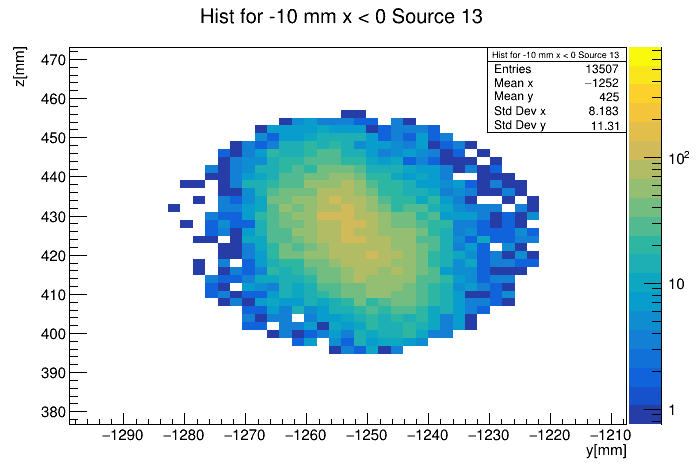 Hist for -10 mm x < 0 Source 13
z[mm]
Hist for -10 mm x < 0 Source 13
Entries 13507
Mean x −1252
Mean y 425
Std Dev x 8.183
Std Dev y 11.31
470
460
450
440
430
420
410
400
390
380
10²
10
1
−1290 −1280 −1270 −1260 −1250 −1240 −1230 −1220 −1210
y[mm]